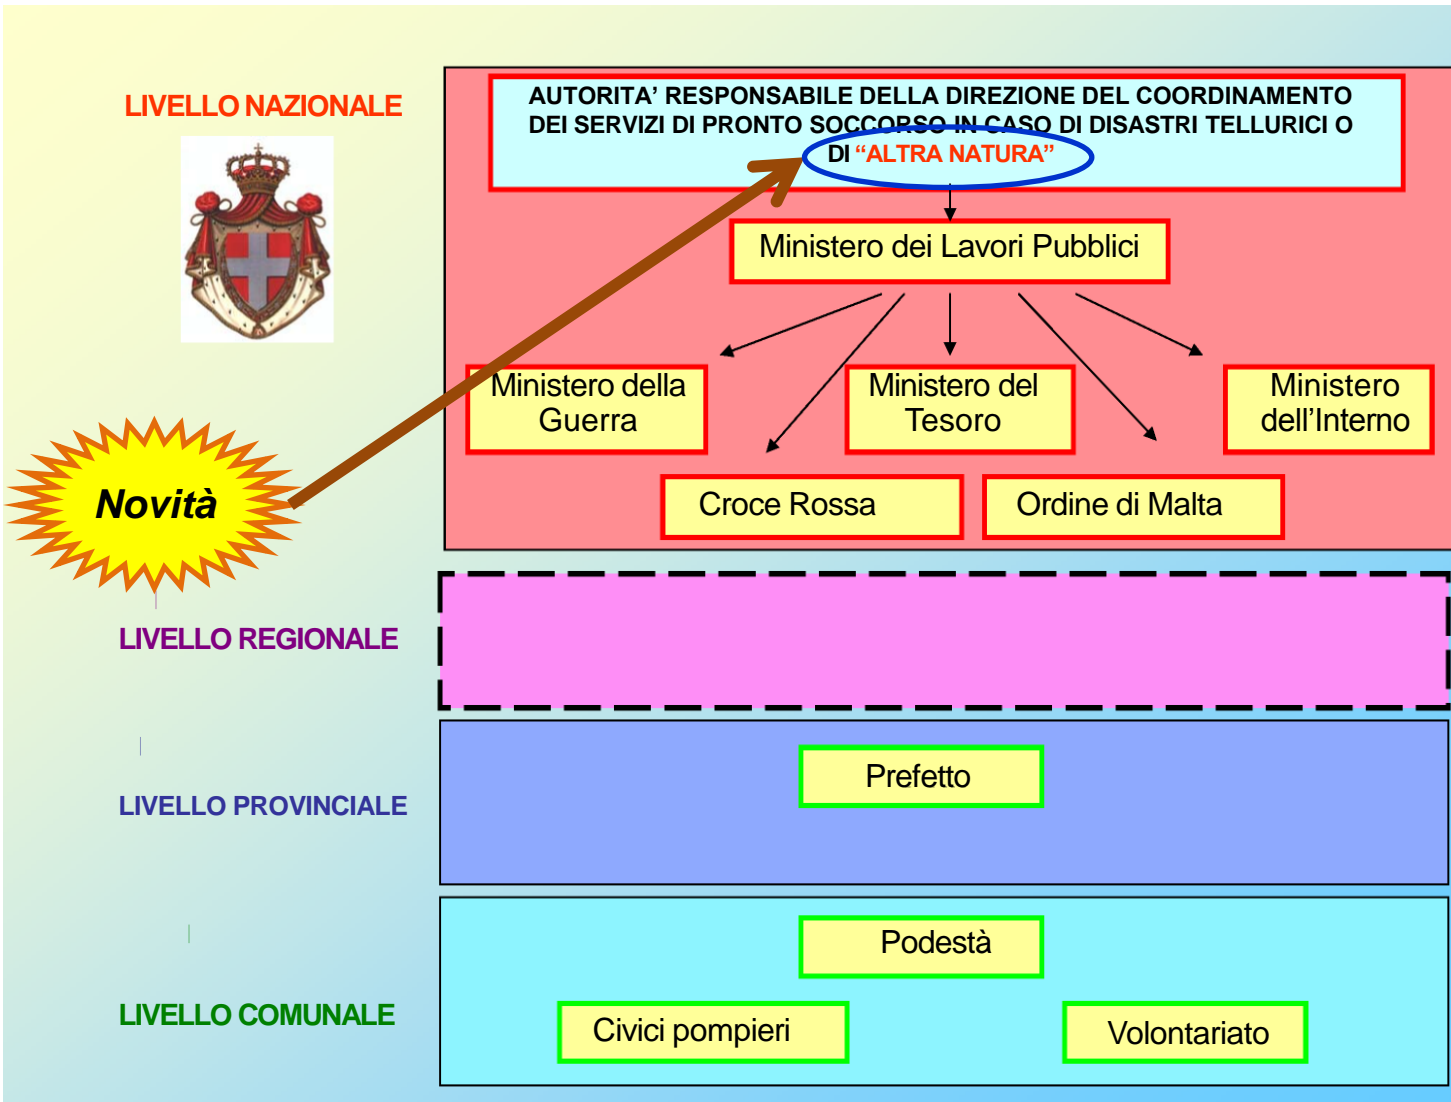 LIVELLO NAZIONALE
AUTORITA’ RESPONSABILE DELLA DIREZIONE DEL COORDINAMENTO
DEI SERVIZI DI PRONTO SOCCORSO IN CASO DI DISASTRI TELLURICI O
DI “ALTRA NATURA”
Ministero dei Lavori Pubblici
Ministero della
Guerra
Ministero del
Tesoro
Ministero
dell’Interno
Croce Rossa
Ordine di Malta
Novità
LIVELLO REGIONALE
LIVELLO PROVINCIALE
Prefetto
LIVELLO COMUNALE
Podestà
Civici pompieri
Volontariato